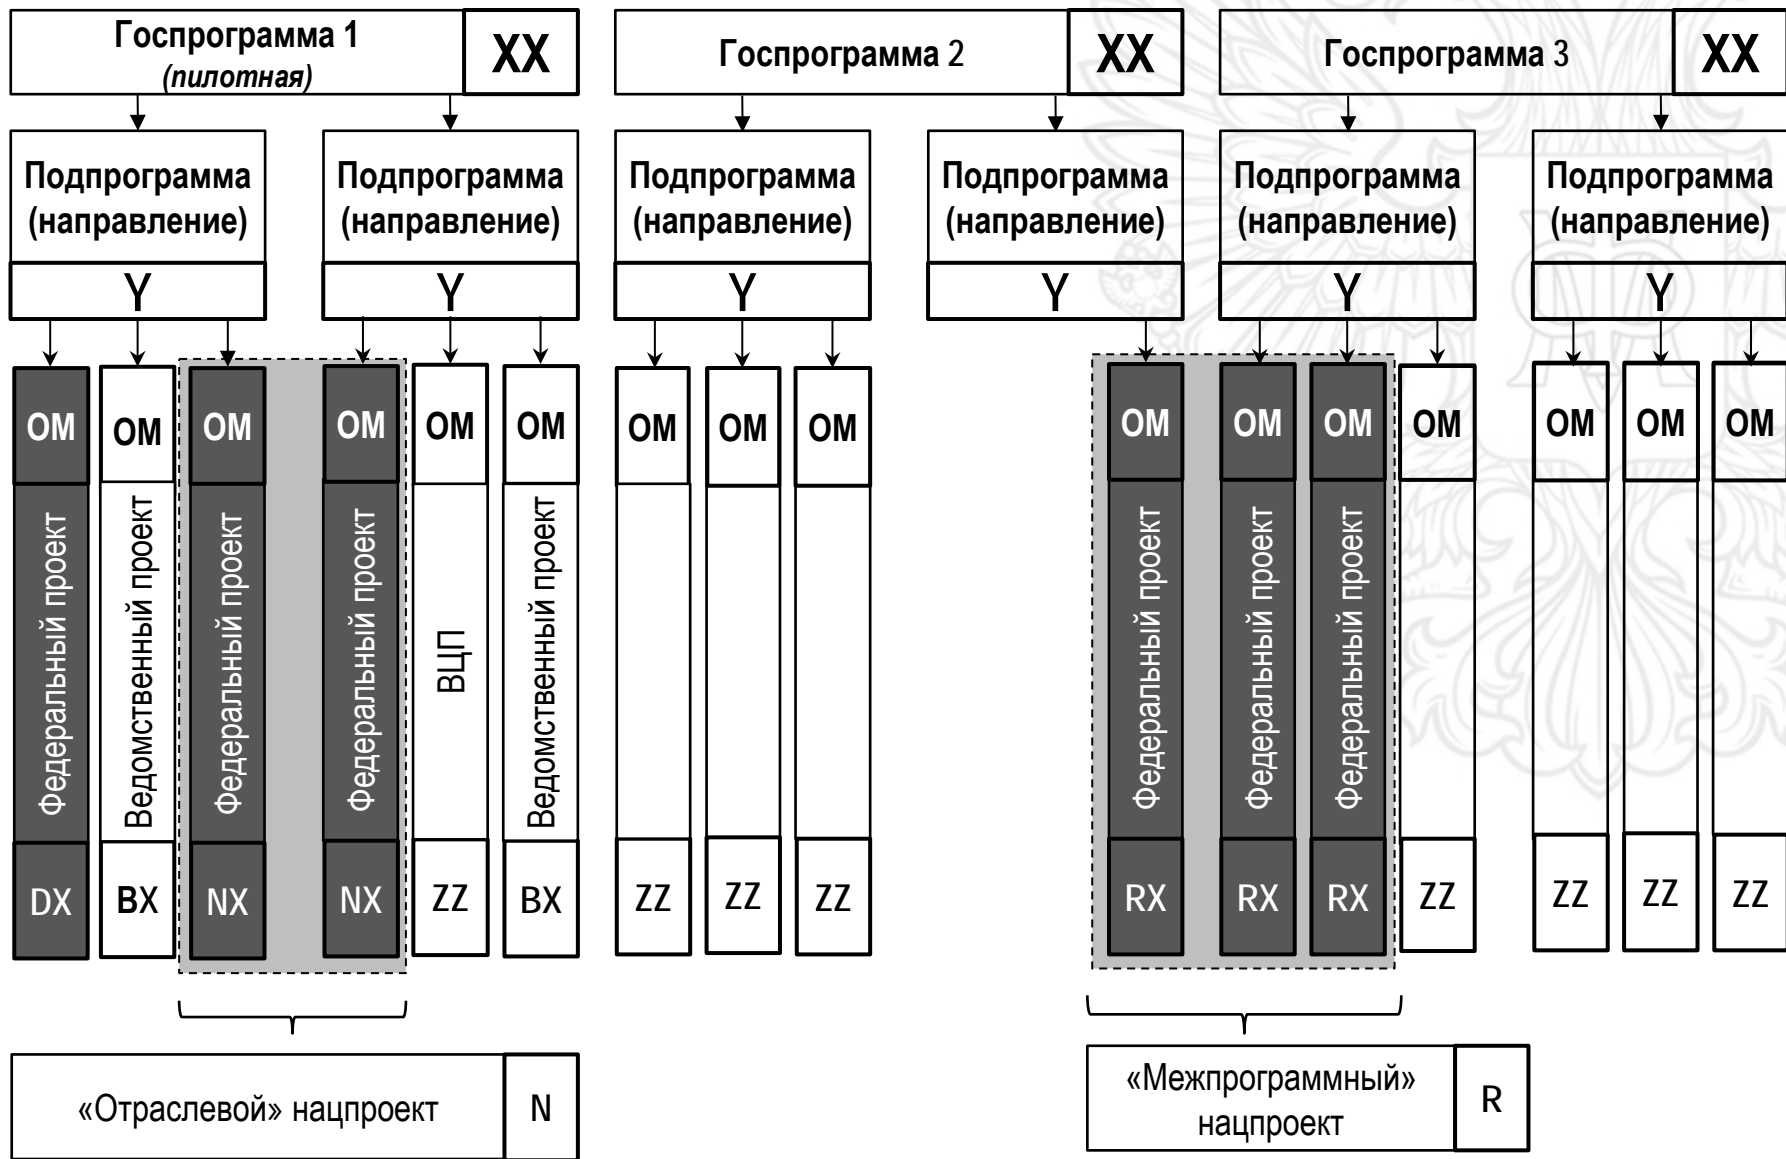 Госпрограмма 1
(пилотная)
XX
Госпрограмма 2
XX
Госпрограмма 3
XX
Подпрограмма
(направление)
Y
Подпрограмма
(направление)
Y
Подпрограмма
(направление)
Y
Подпрограмма
(направление)
Y
Подпрограмма
(направление)
Y
Подпрограмма
(направление)
Y
ОМ
Федеральный проект
DX
ОМ
Ведомственный проект
BX
ОМ
Федеральный проект
NX
ОМ
Федеральный проект
NX
ОМ
ВЦП
ZZ
ОМ
Ведомственный проект
BX
ОМ
ZZ
ОМ
ZZ
ОМ
ZZ
ОМ
Федеральный проект
RX
ОМ
Федеральный проект
RX
ОМ
Федеральный проект
RX
ОМ
ZZ
ОМ
ZZ
ОМ
ZZ
ОМ
ZZ
«Отраслевой» нацпроект
N
«Межпрограммный»
нацпроект
R